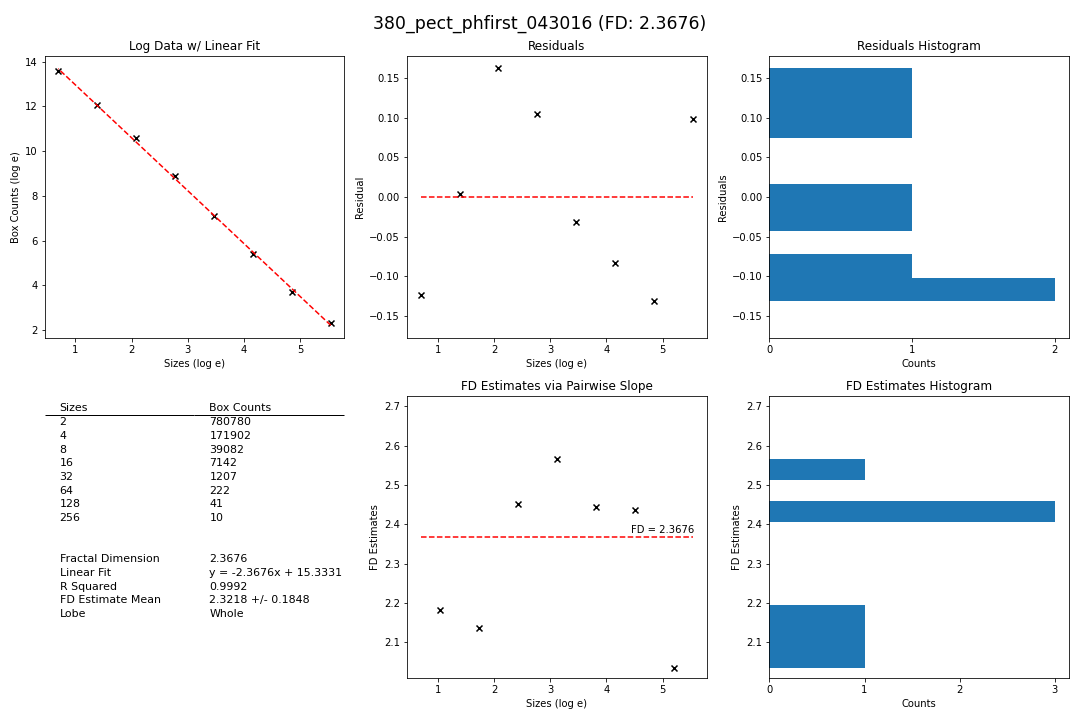 380_pect_phfirst_043016 (FD: 2.3676)
Log Data w/ Linear Fit
14
12
10
8
6
4
2
Box Counts (log e)
1
2
3
4
5
Sizes (log e)
Residuals
0.15
0.10
0.05
0.00
−0.05
−0.10
−0.15
Residual
1
2
3
4
5
Sizes (log e)
Residuals Histogram
0.15
0.10
0.05
0.00
−0.05
−0.10
−0.15
Residuals
0
1
2
Counts
Sizes Box Counts
2 780780
4 171902
8 39082
16 7142
32 1207
64 222
128 41
256 10
Fractal Dimension 2.3676
Linear Fit y = -2.3676x + 15.3331
R Squared 0.9992
FD Estimate Mean 2.3218 +/- 0.1848
Lobe Whole
FD Estimates via Pairwise Slope
2.7
2.6
2.5
2.4
2.3
2.2
2.1
FD Estimates
FD = 2.3676
1
2
3
4
5
Sizes (log e)
FD Estimates Histogram
2.7
2.6
2.5
2.4
2.3
2.2
2.1
FD Estimates
0
1
2
3
Counts